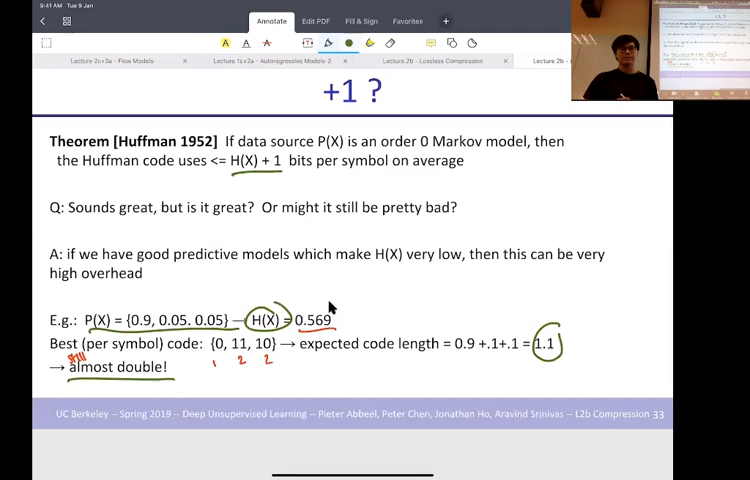 9:41 AM Tue 9 Jan
Annotate Edit PDF Fill & Sign Favorites +
Lecture 2c+3a - Flow Models × Lecture 1c+2a - Autoregressive Models-2 × Lecture 2b - Lossless Compression × Lecture 2b -
+1 ?
Theorem [Huffman 1952] If data source P(X) is an order 0 Markov model, then
the Huffman code uses <= H(X) + 1 bits per symbol on average
Q: Sounds great, but is it great? Or might it still be pretty bad?
A: if we have good predictive models which make H(X) very low, then this can be very
high overhead
E.g.: P(X) = {0.9, 0.05. 0.05} → H(X) = 0.569
Best (per symbol) code: {0, 11, 10} → expected code length = 0.9 +.1+.1 = 1.1
still
→ almost double! 1 2 2
UC Berkeley -- Spring 2019 -- Deep Unsupervised Learning -- Pieter Abbeel, Peter Chen, Jonathan Ho, Aravind Srinivas -- L2b Compression 33